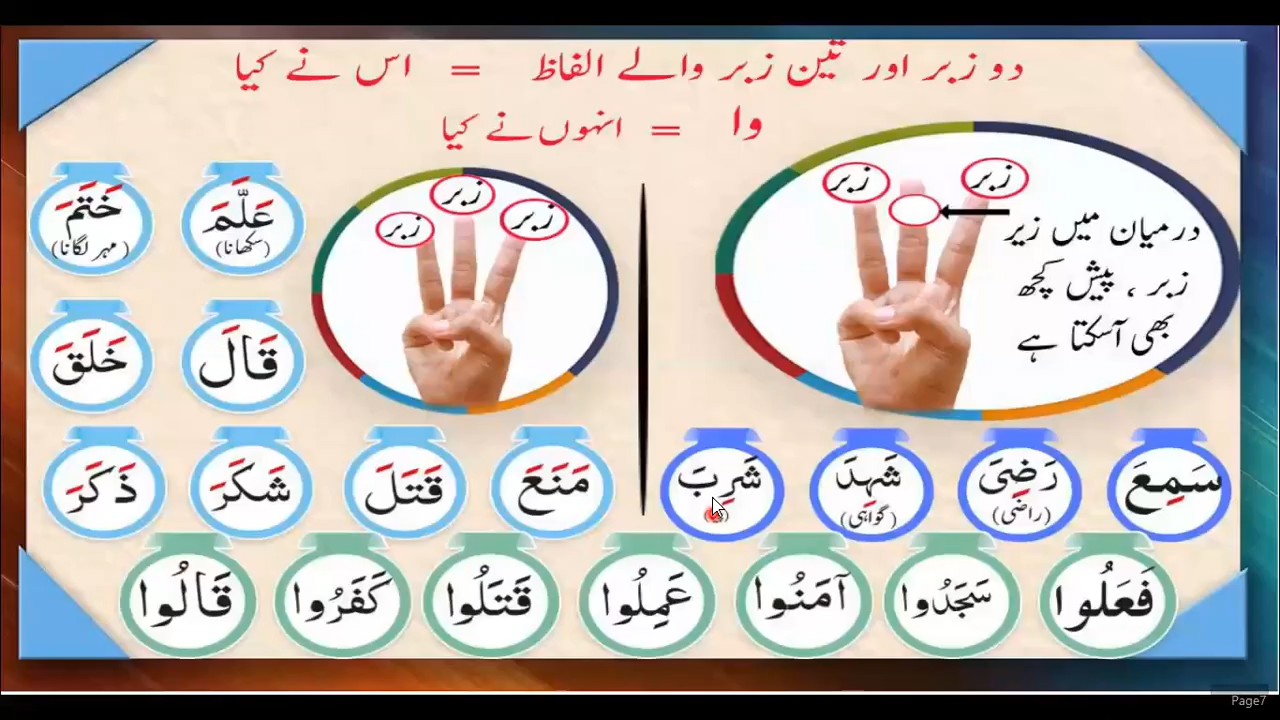 دو زبر اور تین زبر والے الفاظ = اس نے کیا
وا = انہوں نے کیا
زبر
زبر
درمیان میں زیر
زبر ، پیش کچھ
بھی آسکتا ہے
زبر
زبر
زبر
عَلَّمَ
(سکھانا)
خَتَمَ
(مہر لگانا)
قَالَ
خَلَقَ
سَمِعَ
رَضِىَ
(راضی)
شَهِدَ
(گواہی)
شَرِبَ
مَنَعَ
قَتَلَ
شَكَرَ
ذَكَرَ
فَعَلُوا
سَجَدُوا
آمَنُوا
عَمِلُوا
قَتَلُوا
كَفَرُوا
قَالُوا
Page7